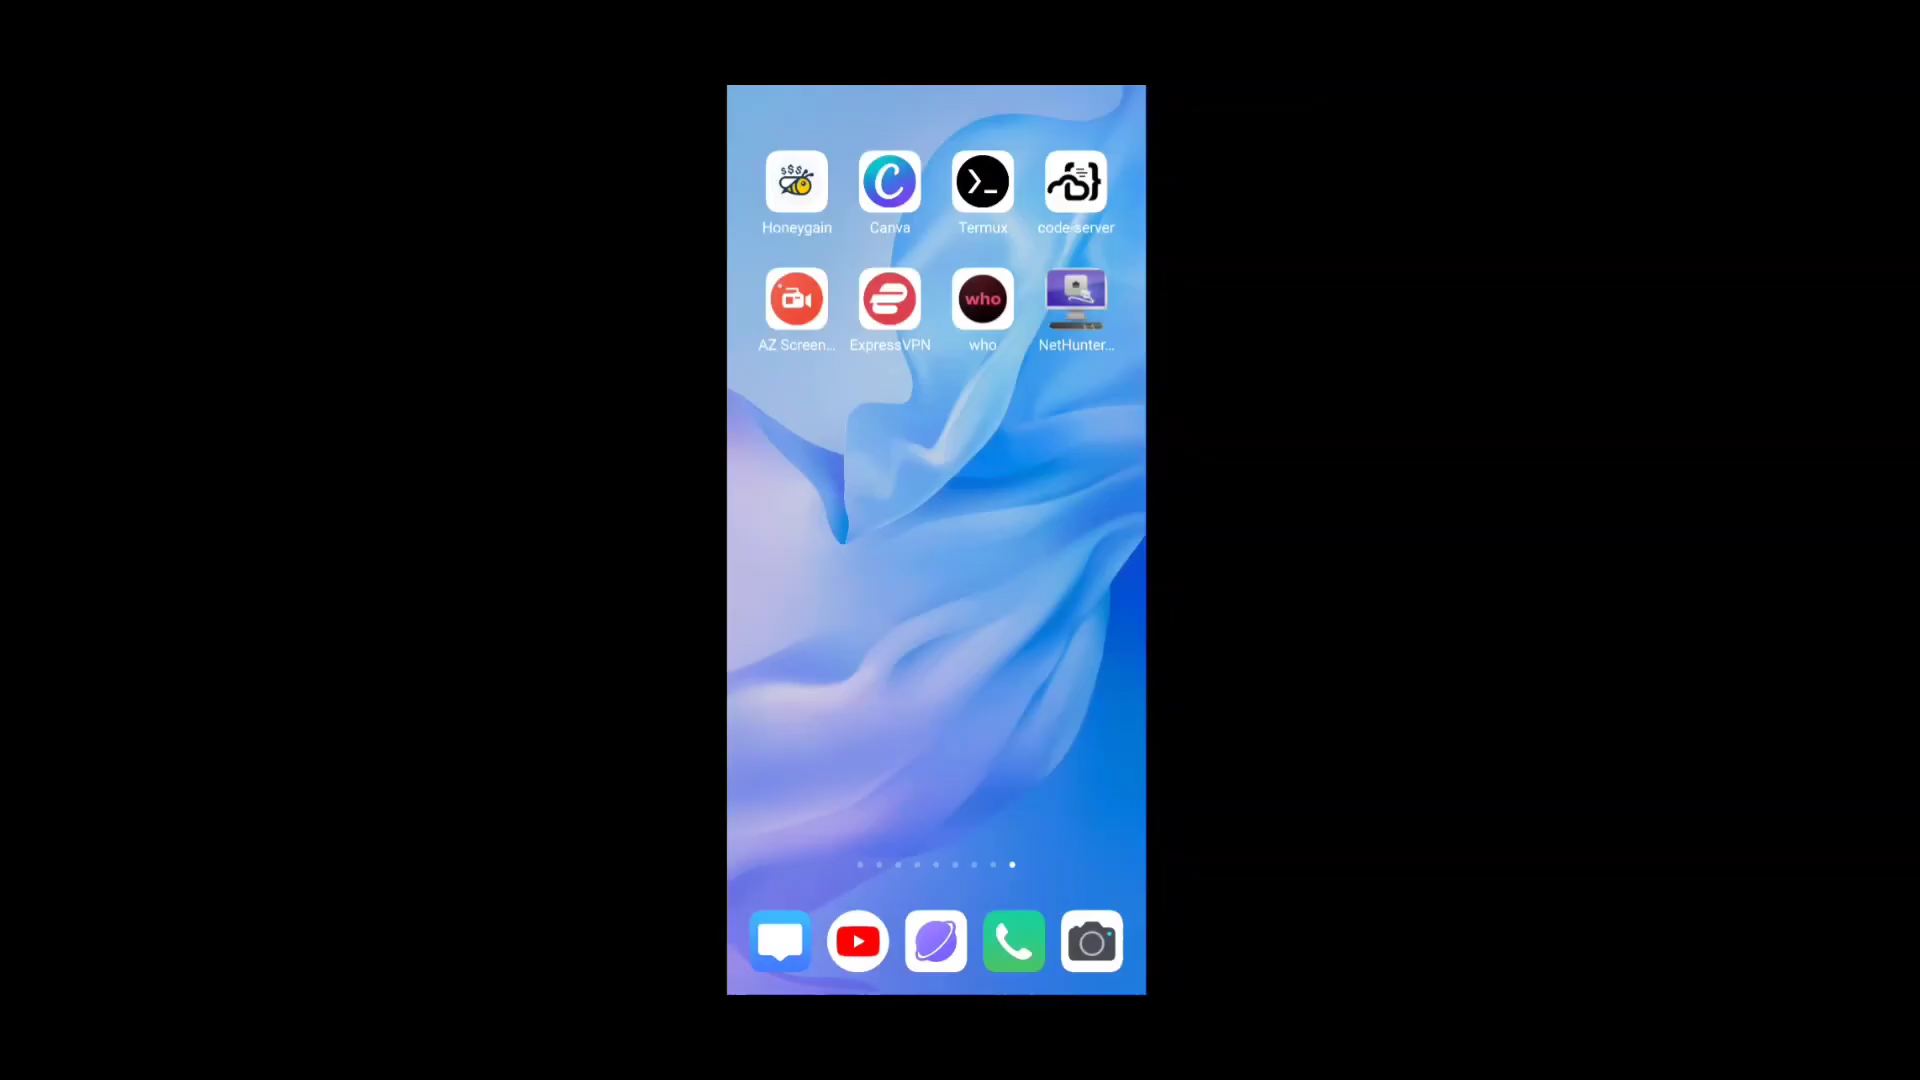 $$$
Honeygain
Canva
Termux
code-server
who
AZ Screen...
ExpressVPN
who
NetHunter...